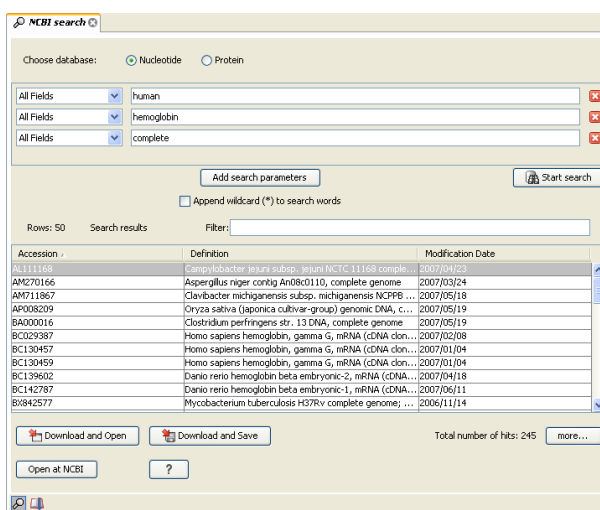 NCBI search
Choose database: Nucleotide Protein
All Fields human
All Fields hemoglobin
All Fields complete
Add search parameters Start search
Append wildcard (*) to search words
Rows: 50 Search results Filter:
Accession Definition Modification Date
AL111168 Campylobacter jejuni subsp. jejuni NCTC 11168 comple... 2007/04/23
AM270166 Aspergillus niger contig An08c0110, complete genome 2007/03/24
AM711867 Clavibacter michiganensis subsp. michiganensis NCPPB ... 2007/05/18
AP008209 Oryza sativa (japonica cultivar-group) genomic DNA, c... 2007/05/19
BA000016 Clostridium perfringens str. 13 DNA, complete genome 2007/05/19
BC029387 Homo sapiens hemoglobin, gamma G, mRNA (cDNA clon... 2007/02/08
BC130457 Homo sapiens hemoglobin, gamma G, mRNA (cDNA clon... 2007/01/04
BC130459 Homo sapiens hemoglobin, gamma G, mRNA (cDNA clon... 2007/01/04
BC139602 Danio rerio hemoglobin beta embryonic-2, mRNA (cDNA... 2007/04/18
BC142787 Danio rerio hemoglobin beta embryonic-1, mRNA (cDNA... 2007/06/11
BX842577 Mycobacterium tuberculosis H37Rv complete genome; ... 2006/11/14
Download and Open Download and Save Total number of hits: 245 more...
Open at NCBI ?